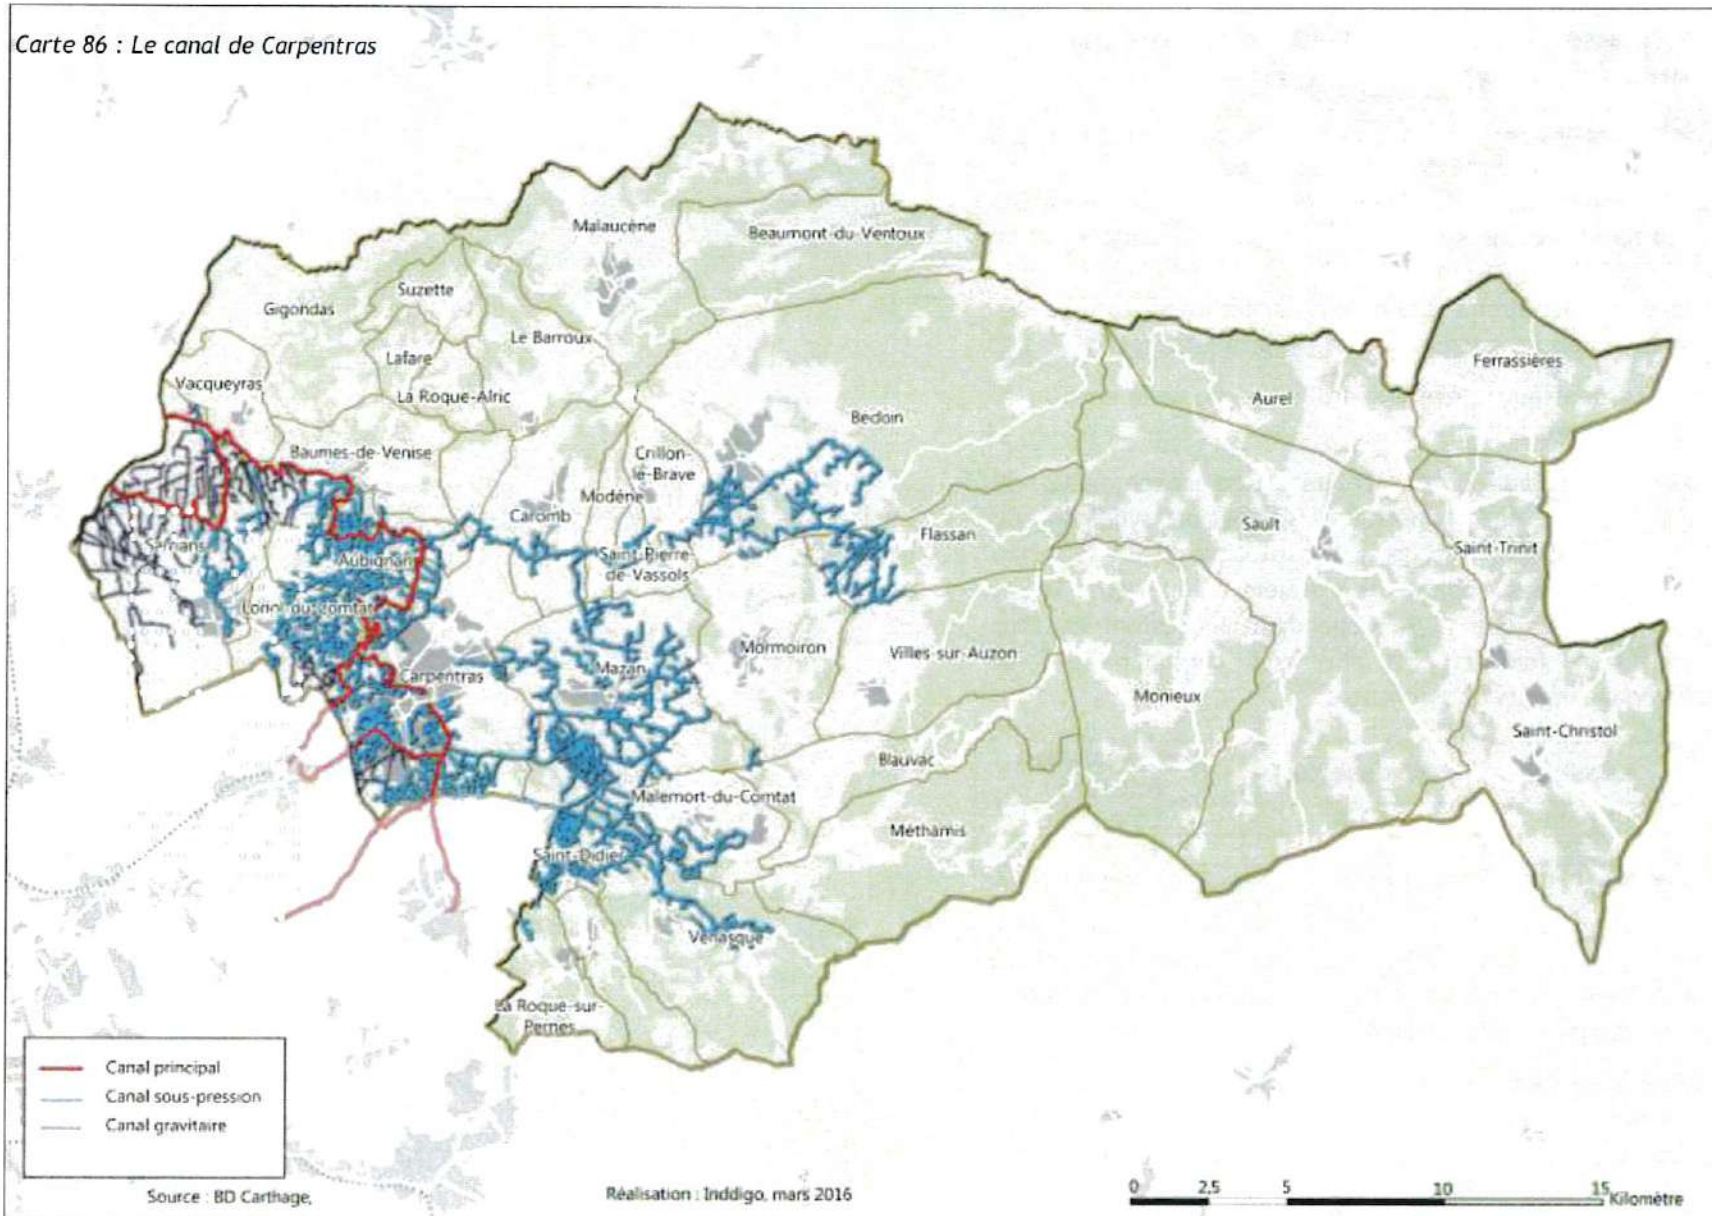 Carte 86 : Le canal de Carpentras
Malaucène
Beaumont-du-Ventoux
Suzette
Gigondas
Le Barroux
Lafare
Ferrassières
Vacqueyras
La Roque-Alric
Aurel
Bedoin
Baumes-de-Venise
Crillon-
le-Brave
Modène
Caromb
Sault
Flassan
Sarrians
Saint-Trinit
Aubignan
Saint-Pierre-
de-Vassols
Loriol-du-Comtat
Mormoiron
Villes-sur-Auzon
Mazan
Carpentras
Monieux
Saint-Christol
Blauvac
Malemort-du-Comtat
Méthamis
Saint-Didier
Venasque
La Roque-sur-
Pernes
Canal principal
Canal sous-pression
Canal gravitaire
Source : BD Carthage,
Réalisation : Inddigo, mars 2016
0 2,5 5 10 15
Kilomètre